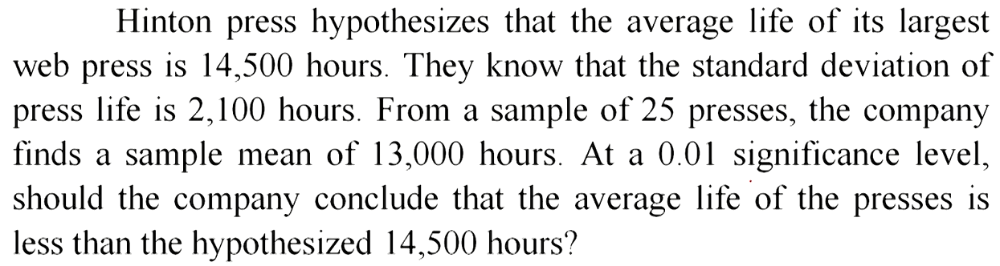 Hinton press hypothesizes that the average life of its largest
web press is 14,500 hours. They know that the standard deviation of
press life is 2,100 hours. From a sample of 25 presses, the company
finds a sample mean of 13,000 hours. At a 0.01 significance level,
should the company conclude that the average life of the presses is
less than the hypothesized 14,500 hours?